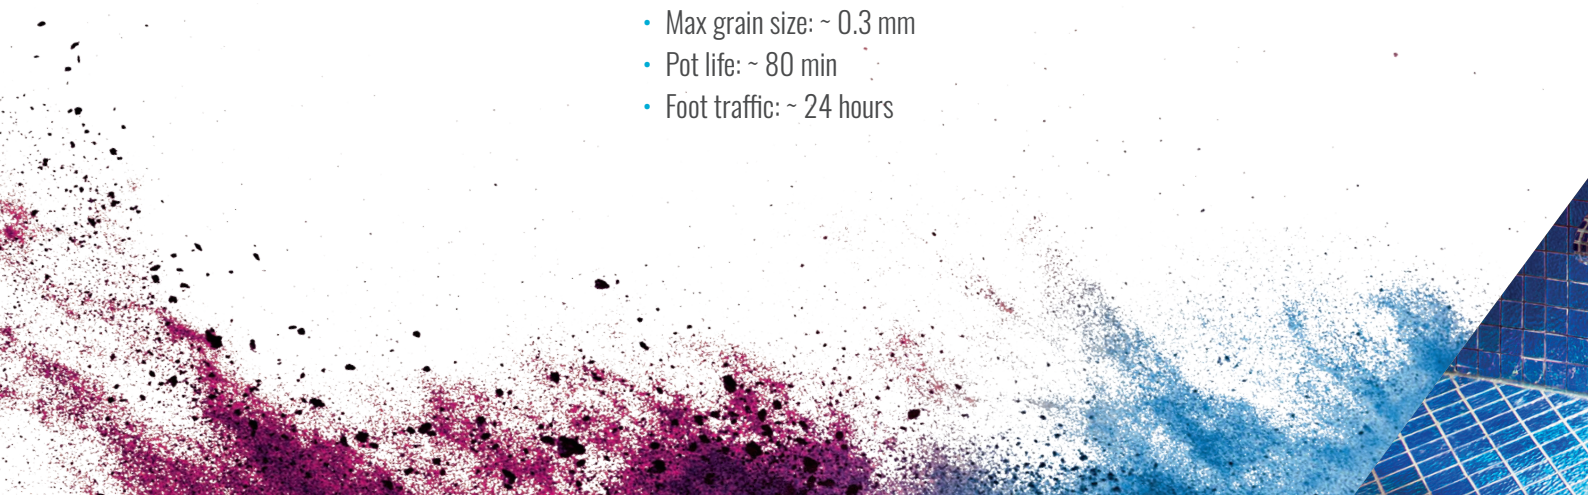 • Max grain size: ~ 0.3 mm
• Pot life: ~ 80 min
• Foot traffic: ~ 24 hours